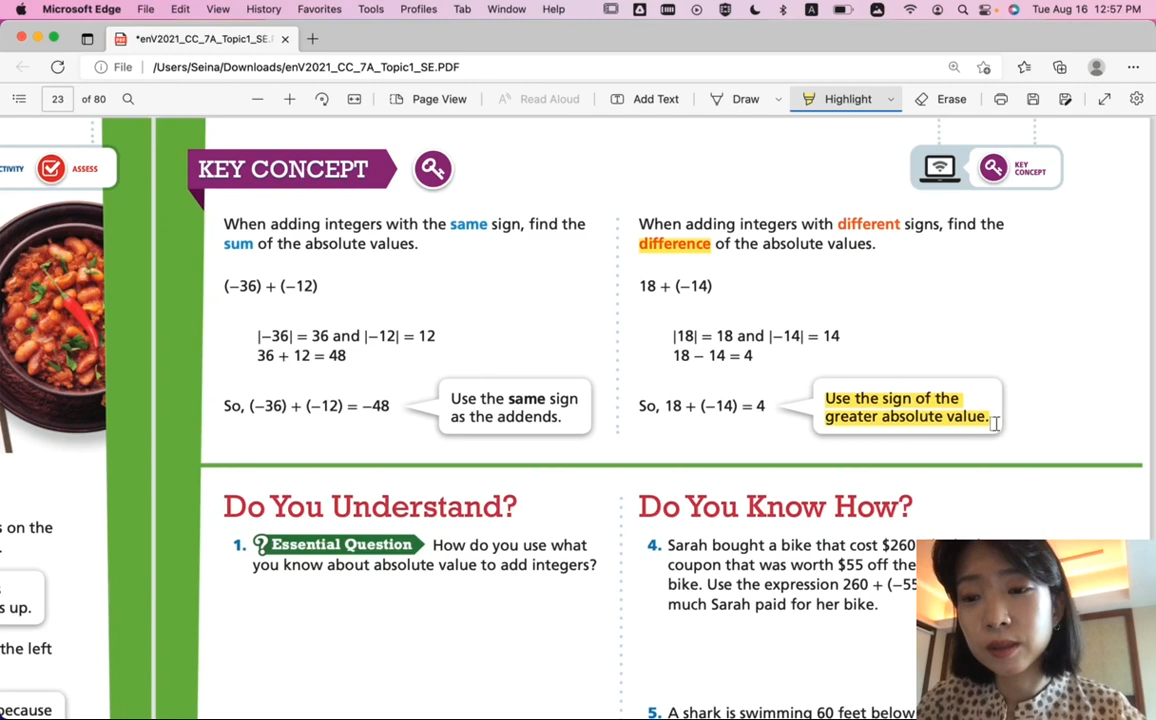 Microsoft Edge File Edit View History Favorites Tools Profiles Tab Window Help Tue Aug 16 12:57 PM
*enV2021_CC_7A_Topic1_SE.
File /Users/Seina/Downloads/enV2021_CC_7A_Topic1_SE.PDF
23 of 80 Page View Read Aloud Add Text Draw Highlight Erase
CTIVITY ASSESS
KEY CONCEPT
KEY
CONCEPT
When adding integers with the same sign, find the
sum of the absolute values.
(−36) + (−12)
|−36| = 36 and |−12| = 12
36 + 12 = 48
So, (−36) + (−12) = −48
Use the same sign
as the addends.
When adding integers with different signs, find the
difference of the absolute values.
18 + (−14)
|18| = 18 and |−14| = 14
18 − 14 = 4
So, 18 + (−14) = 4
Use the sign of the
greater absolute value.
s on the
s up.
the left
because
Do You Understand?
1. ? Essential Question How do you use what
you know about absolute value to add integers?
Do You Know How?
4. Sarah bought a bike that cost $260
coupon that was worth $55 off the
bike. Use the expression 260 + (−55
much Sarah paid for her bike.
5. A shark is swimming 60 feet below